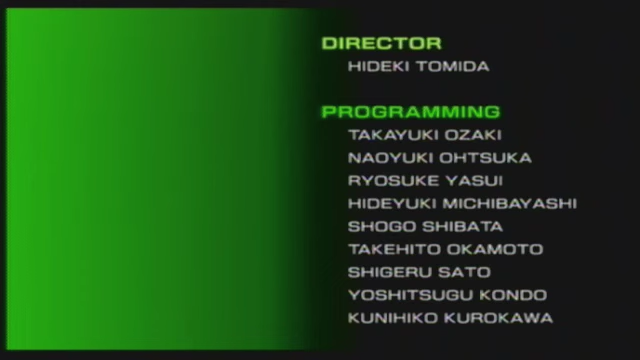 DIRECTOR
HIDEKI TOMIDA
PROGRAMMING
TAKAYUKI OZAKI
NAOYUKI OHTSUKA
RYOSUKE YASUI
HIDEYUKI MICHIBAYASHI
SHOGO SHIBATA
TAKEHITO OKAMOTO
SHIGERU SATO
YOSHITSUGU KONDO
KUNIHIKO KUROKAWA